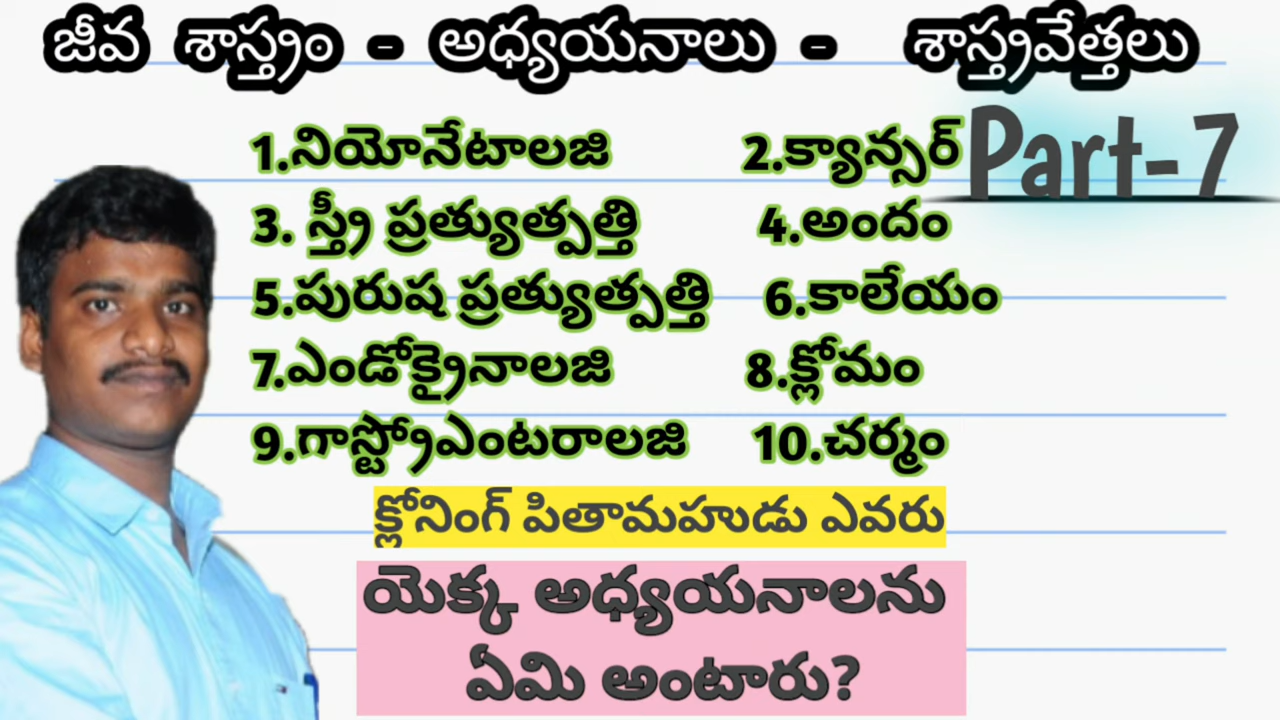 జీవ శాస్త్రం - అధ్యయనాలు - శాస్త్రవేత్తలు
Part-7
1.నియోనేటాలజి 2.క్యాన్సర్
3. స్త్రీ ప్రత్యుత్పత్తి 4.అందం
5.పురుష ప్రత్యుత్పత్తి 6.కాలేయం
7.ఎండోక్రైనాలజి 8.క్లోమం
9.గాస్ట్రోఎంటరాలజి 10.చర్మం
క్లోనింగ్ పితామహుడు ఎవరు
యెక్క అధ్యయనాలను
ఏమి అంటారు?